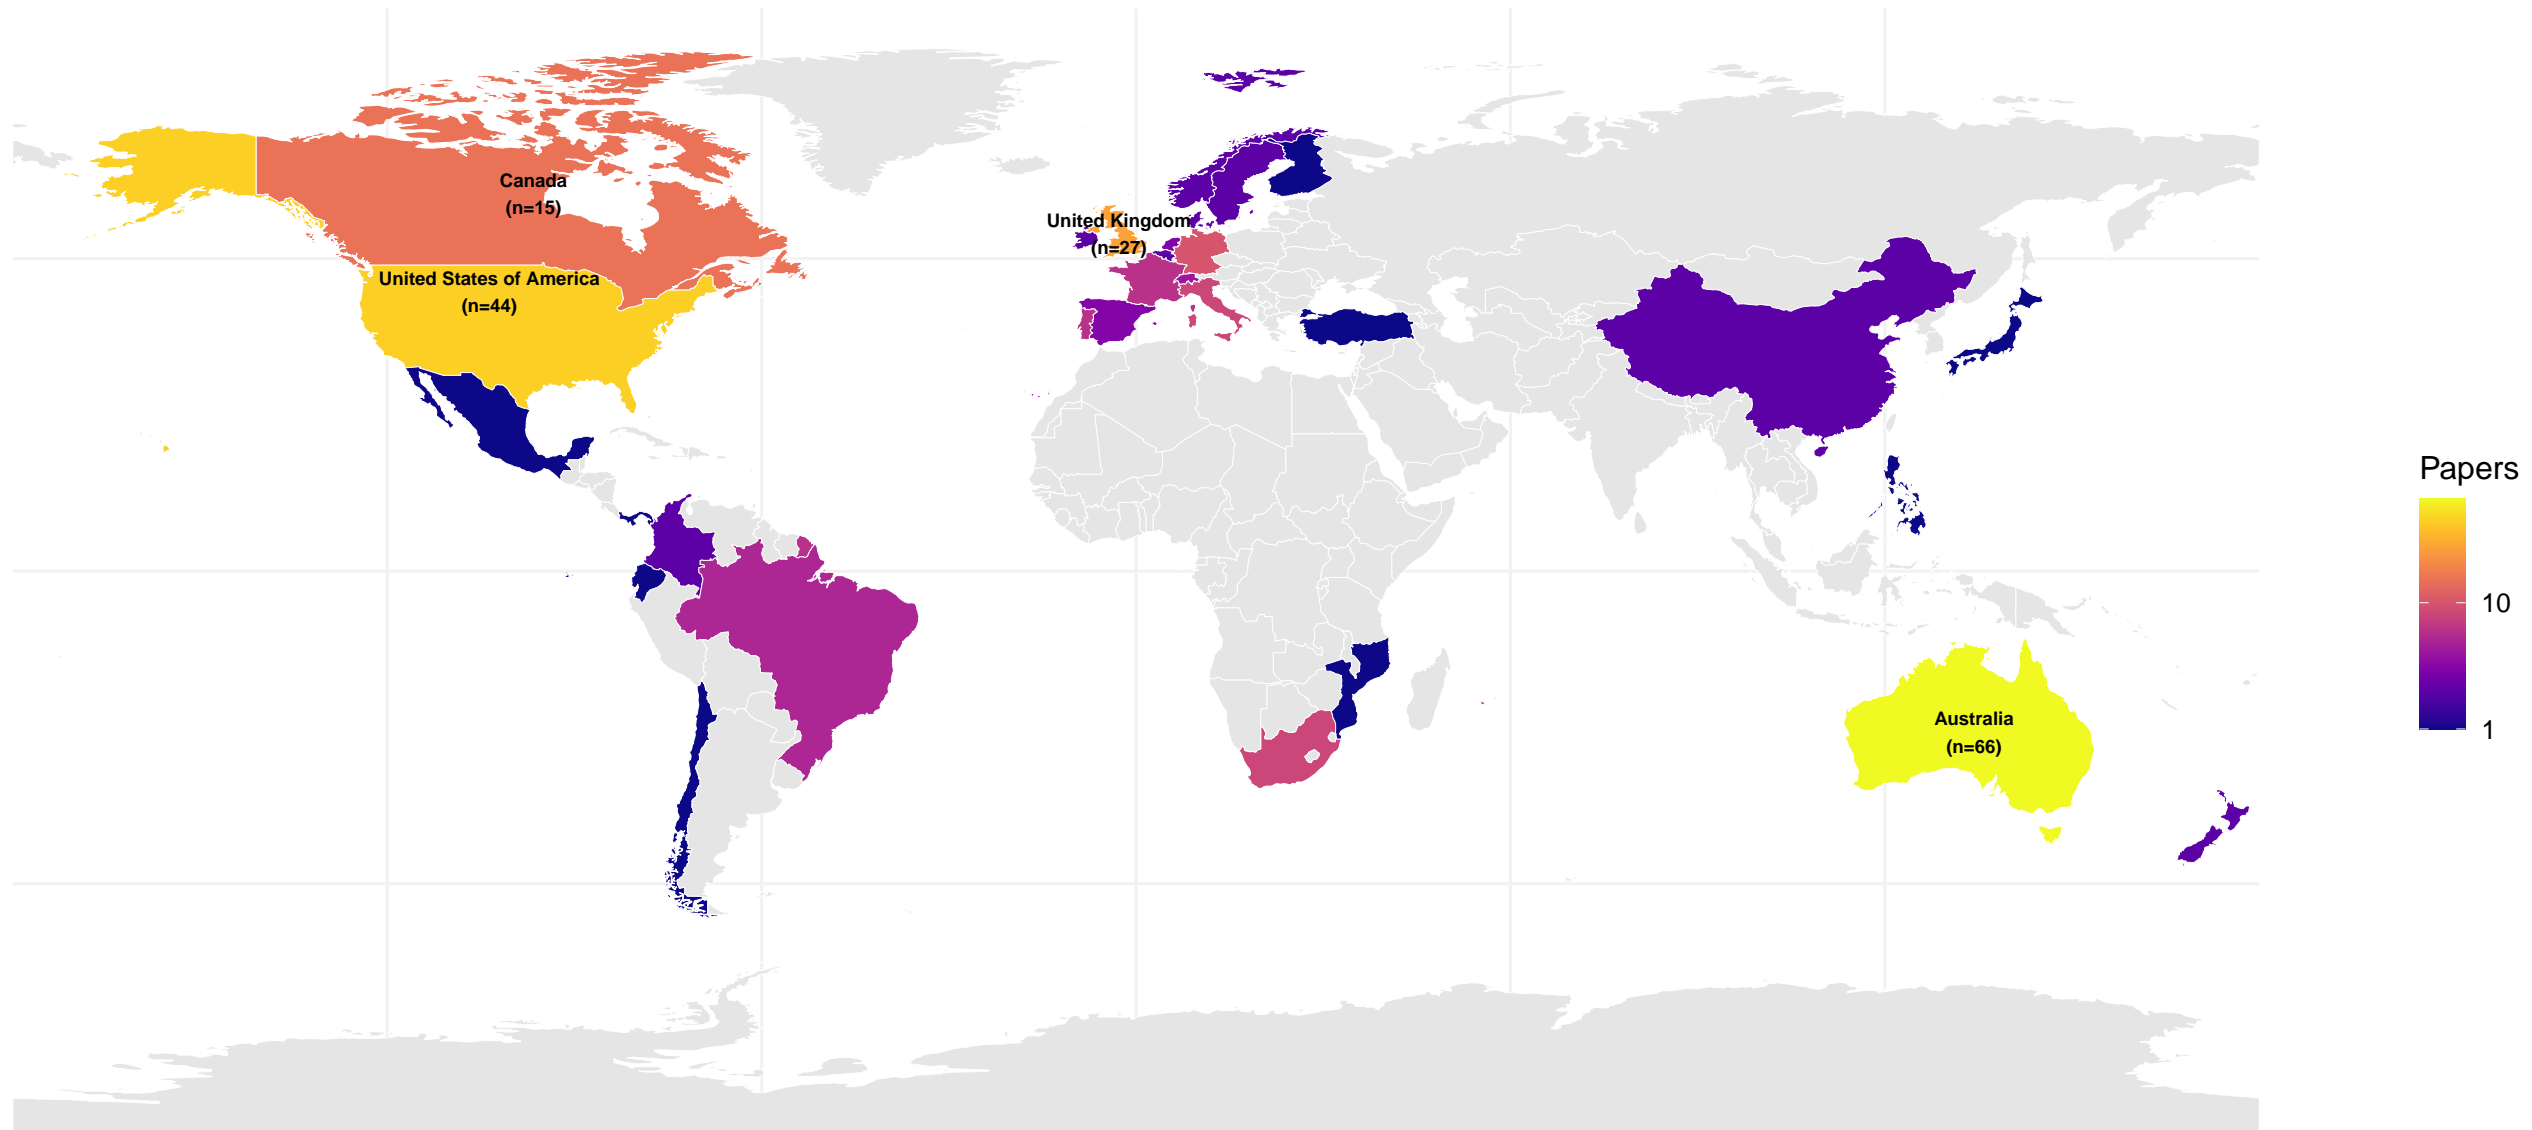 Canada
(n=15)
United Kingdom
(n=27)
United States of America
(n=44)
Australia
(n=66)
Papers
10
1